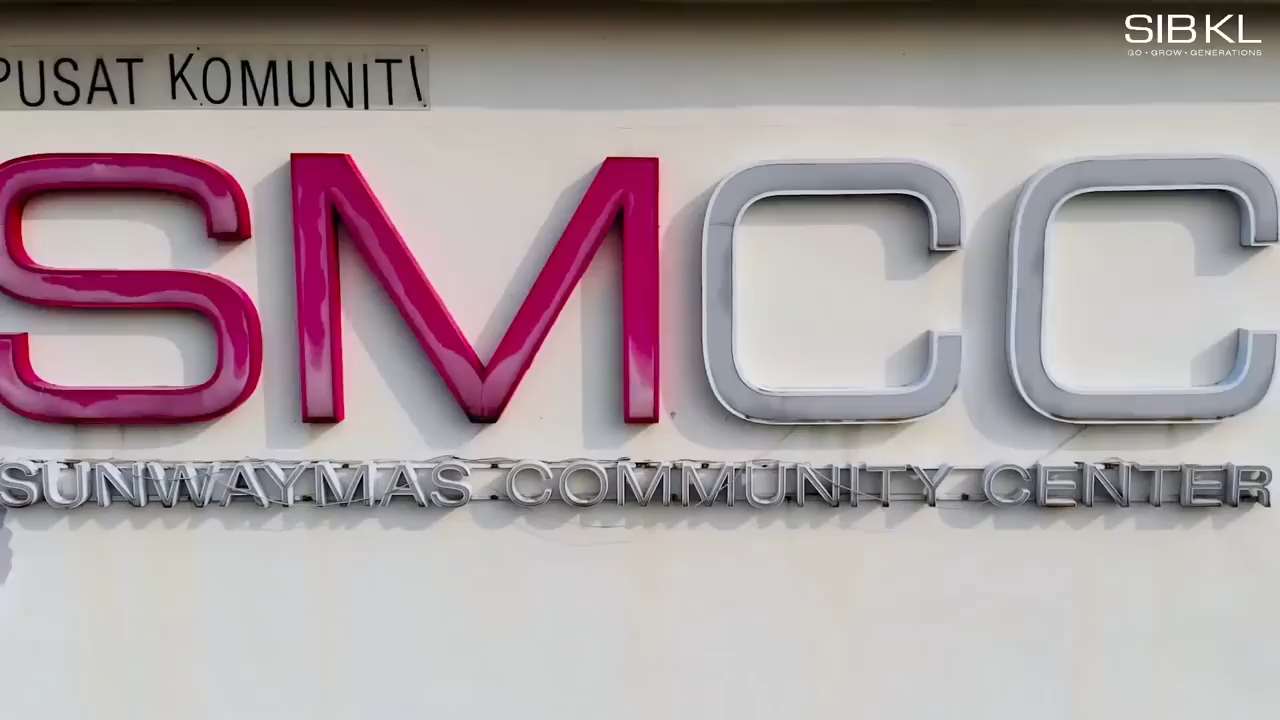 SIBKL
GO • GROW • GENERATIONS
PUSAT KOMUNITI
SMCC
SUNWAYMAS COMMUNITY CENTER